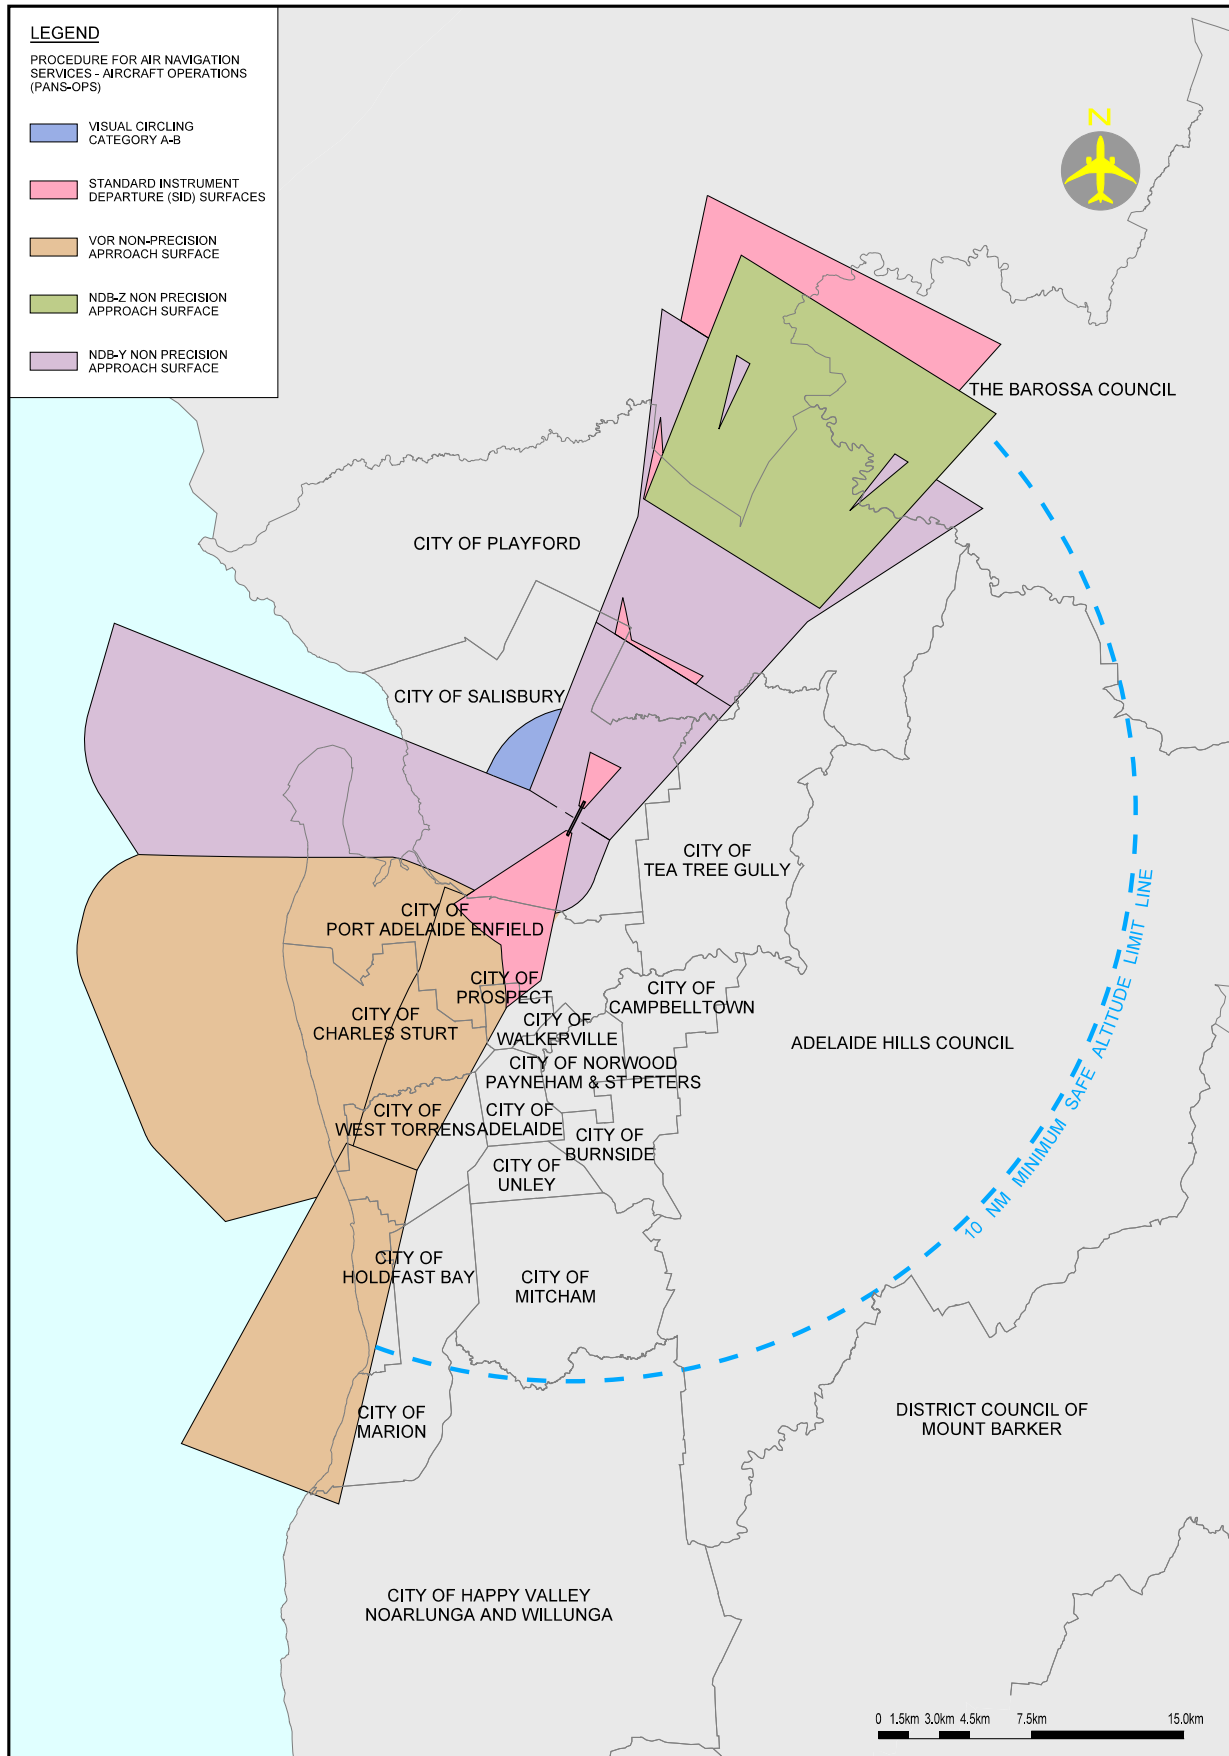 LEGEND
PROCEDURE FOR AIR NAVIGATION
SERVICES - AIRCRAFT OPERATIONS
(PANS-OPS)
VISUAL CIRCLING
CATEGORY A-B
STANDARD INSTRUMENT
DEPARTURE (SID) SURFACES
VOR NON-PRECISION
APRROACH SURFACE
NDB-Z NON PRECISION
APPROACH SURFACE
NDB-Y NON PRECISION
APPROACH SURFACE
N
THE BAROSSA COUNCIL
CITY OF PLAYFORD
CITY OF SALISBURY
CITY OF
TEA TREE GULLY
CITY OF
PORT ADELAIDE ENFIELD
CITY OF
PROSPECT
CITY OF
CAMPBELLTOWN
CITY OF
CHARLES STURT
CITY OF
WALKERVILLE
ADELAIDE HILLS COUNCIL
CITY OF NORWOOD
PAYNEHAM & ST PETERS
CITY OF
WEST TORRENS
CITY OF
ADELAIDE
CITY OF
BURNSIDE
CITY OF
UNLEY
10 NM MINIMUM SAFE ALTITUDE LIMIT LINE
CITY OF
HOLDFAST BAY
CITY OF
MITCHAM
CITY OF
MARION
DISTRICT COUNCIL OF
MOUNT BARKER
CITY OF HAPPY VALLEY
NOARLUNGA AND WILLUNGA
0 1.5km 3.0km 4.5km 7.5km 15.0km